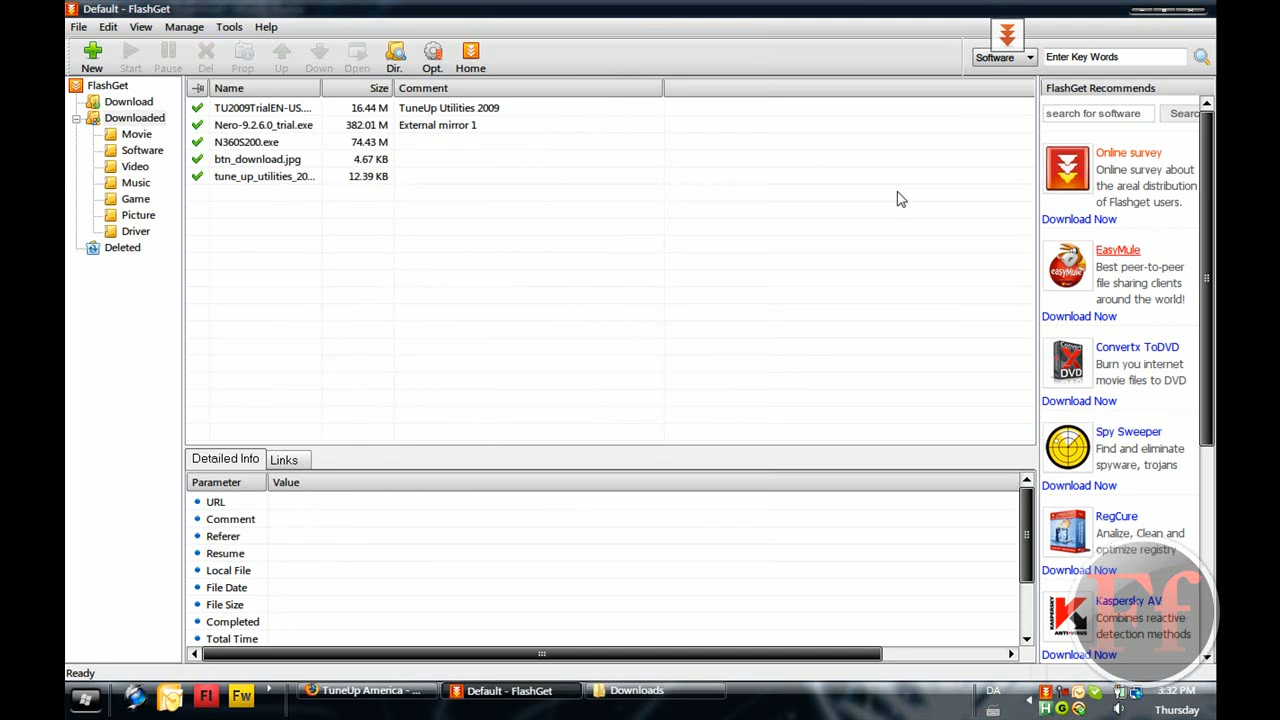 Default - FlashGet
File Edit View Manage Tools Help
New Start Pause Del Prop. Up Down Open Dir. Opt. Home
Software
Enter Key Words
FlashGet
Download
Downloaded
Movie
Software
Video
Music
Game
Picture
Driver
Deleted
Name Size Comment
TU2009TrialEN-US.... 16.44 M TuneUp Utilities 2009
Nero-9.2.6.0_trial.exe 382.01 M External mirror 1
N360S200.exe 74.43 M
btn_download.jpg 4.67 KB
tune_up_utilities_20... 12.39 KB
Detailed Info Links
Parameter Value
URL
Comment
Referer
Resume
Local File
File Date
File Size
Completed
Total Time
FlashGet Recommends
search for software Searc
Online survey
Online survey about
the areal distribution
of Flashget users.
Download Now
EasyMule
Best peer-to-peer
file sharing clients
around the world!
Download Now
Convertx ToDVD
Burn you internet
movie files to DVD
Download Now
Spy Sweeper
Find and eliminate
spyware, trojans
Download Now
RegCure
Analize, Clean and
optimize registry
Download Now
Kaspersky AV
Combines reactive
detection methods
Download Now
Ff
Ready
Fl Fw
TuneUp America - ...
Default - FlashGet
Downloads
DA
3:32 PM
Thursday